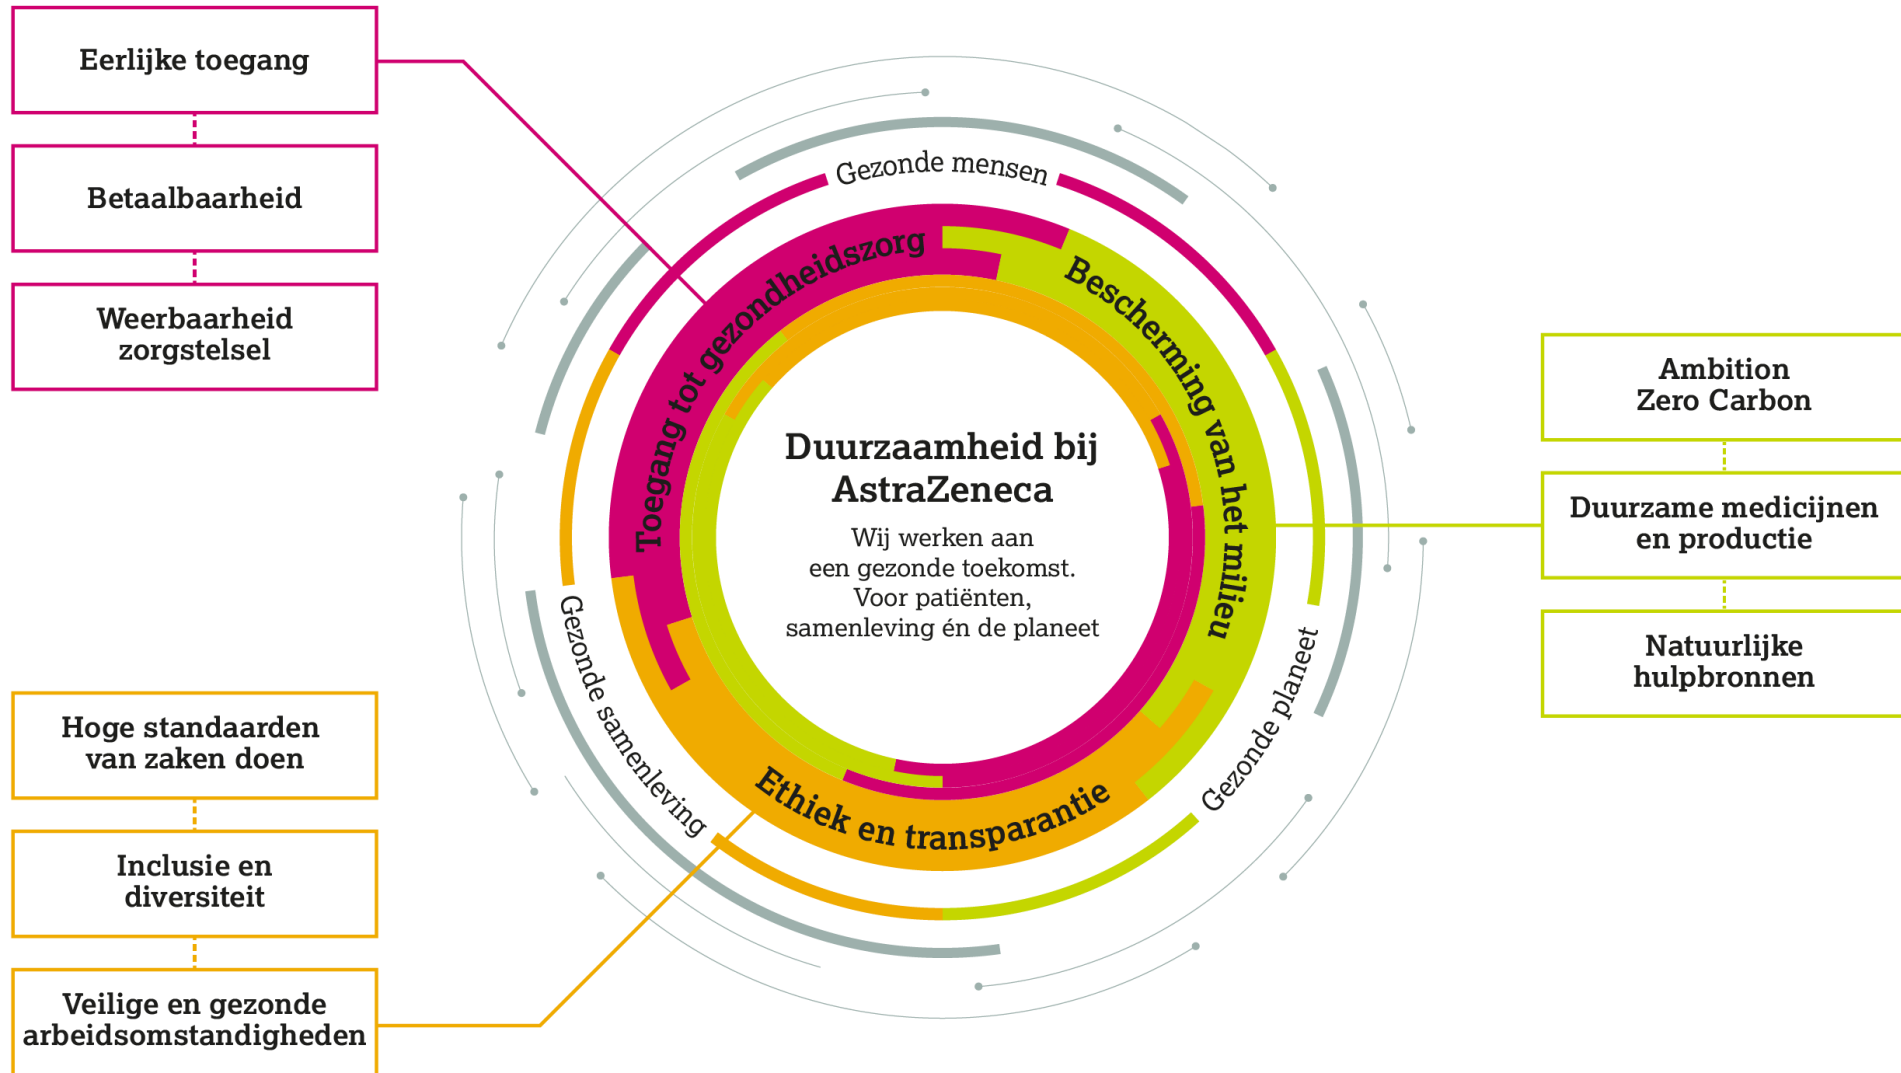 Eerlijke toegang
Betaalbaarheid
Weerbaarheid
zorgstelsel
Hoge standaarden
van zaken doen
Inclusie en
diversiteit
Veilige en gezonde
arbeidsomstandigheden
Gezonde mensen
Toegang tot gezondheidszorg
Bescherming van het milieu
Duurzaamheid bij
AstraZeneca
Wij werken aan
een gezonde toekomst.
Voor patiënten,
samenleving én de planeet
Ethiek en transparantie
Gezonde samenleving
Gezonde planeet
Ambition
Zero Carbon
Duurzame medicijnen
en productie
Natuurlijke
hulpbronnen